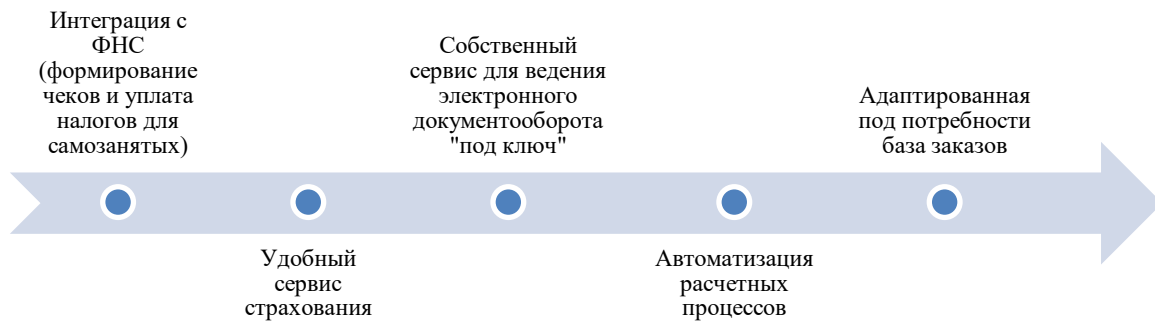 Интеграция с
ФНС
(формирование
чеков и уплата
налогов для
самозанятых)
Удобный
сервис
страхования
Собственный
сервис для ведения
электронного
документооборота
"под ключ"
Автоматизация
расчетных
процессов
Адаптированная
под потребности
база заказов